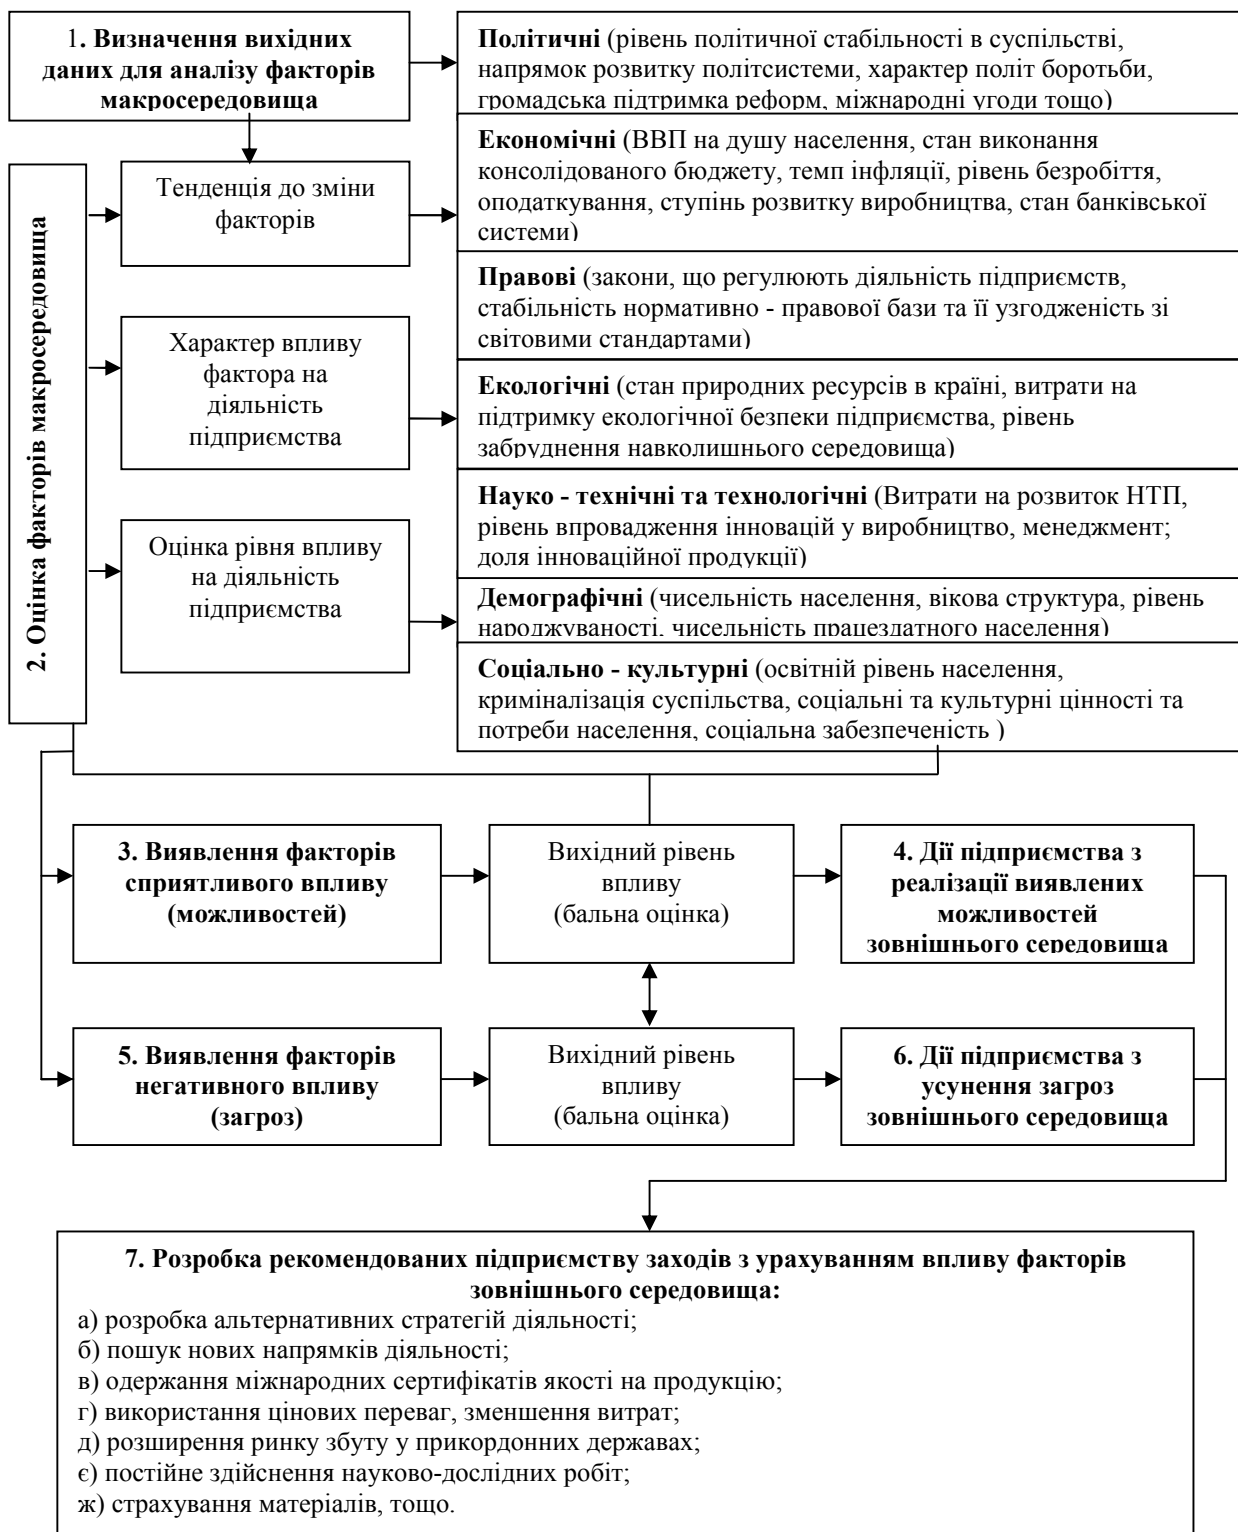 1. Визначення вихідних
даних для аналізу факторів
макросередовища
Політичні (рівень політичної стабільності в суспільстві,
напрямок розвитку політсистеми, характер політ боротьби,
громадська підтримка реформ, міжнародні угоди тощо)
Економічні (ВВП на душу населення, стан виконання
консолідованого бюджету, темп інфляції, рівень безробіття,
оподаткування, ступінь розвитку виробництва, стан банківської
системи)
2. Оцінка факторів макросередовища
Тенденція до зміни
факторів
Правові (закони, що регулюють діяльність підприємств,
стабільність нормативно - правової бази та її узгодженість зі
світовими стандартами)
Характер впливу
фактора на
діяльність
підприємства
Екологічні (стан природних ресурсів в країні, витрати на
підтримку екологічної безпеки підприємства, рівень
забруднення навколишнього середовища)
Науко - технічні та технологічні (Витрати на розвиток НТП,
рівень впровадження інновацій у виробництво, менеджмент;
доля інноваційної продукції)
Оцінка рівня впливу
на діяльність
підприємства
Демографічні (чисельність населення, вікова структура, рівень
народжуваності, чисельність працездатного населення)
Соціально - культурні (освітній рівень населення,
криміналізація суспільства, соціальні та культурні цінності та
потреби населення, соціальна забезпеченість )
3. Виявлення факторів
сприятливого впливу
(можливостей)
Вихідний рівень
впливу
(бальна оцінка)
4. Дії підприємства з
реалізації виявлених
можливостей
зовнішнього середовища
5. Виявлення факторів
негативного впливу
(загроз)
Вихідний рівень
впливу
(бальна оцінка)
6. Дії підприємства з
усунення загроз
зовнішнього середовища
7. Розробка рекомендованих підприємству заходів з урахуванням впливу факторів
зовнішнього середовища:
а) розробка альтернативних стратегій діяльності;
б) пошук нових напрямків діяльності;
в) одержання міжнародних сертифікатів якості на продукцію;
г) використання цінових переваг, зменшення витрат;
д) розширення ринку збуту у прикордонних державах;
є) постійне здійснення науково-дослідних робіт;
ж) страхування матеріалів, тощо.